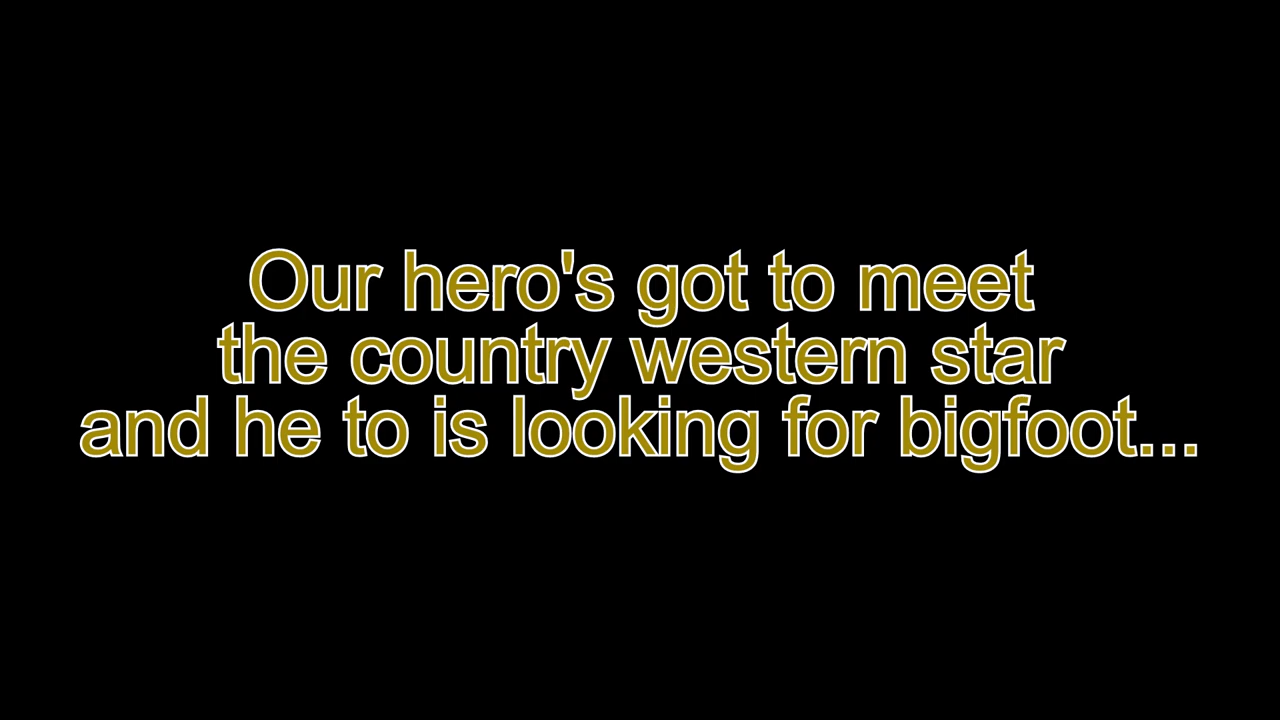 Our hero's got to meet
the country western star
and he to is looking for bigfoot...